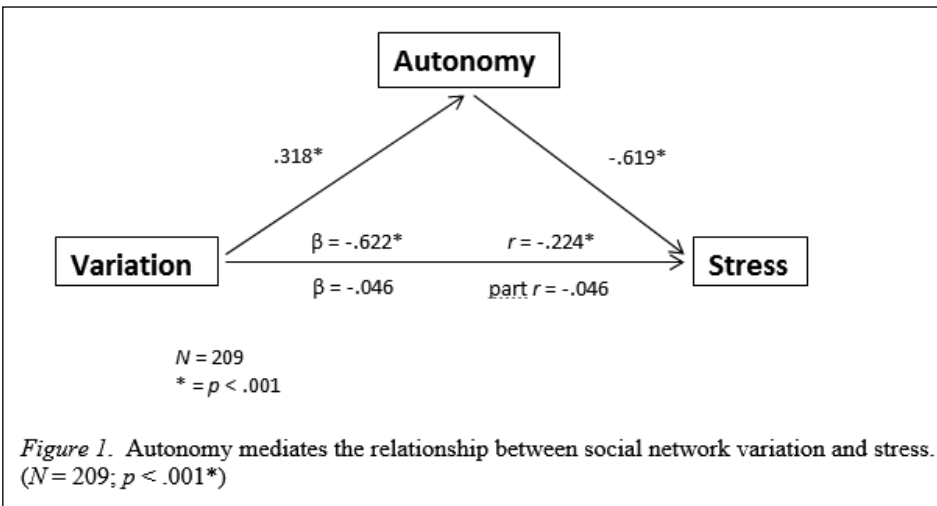 Autonomy
.318*
-.619*
β = -.622*
r = -.224*
Variation
Stress
β = -.046
part r = -.046
N = 209
* = p < .001
Figure 1. Autonomy mediates the relationship between social network variation and stress.
(N = 209; p < .001*)